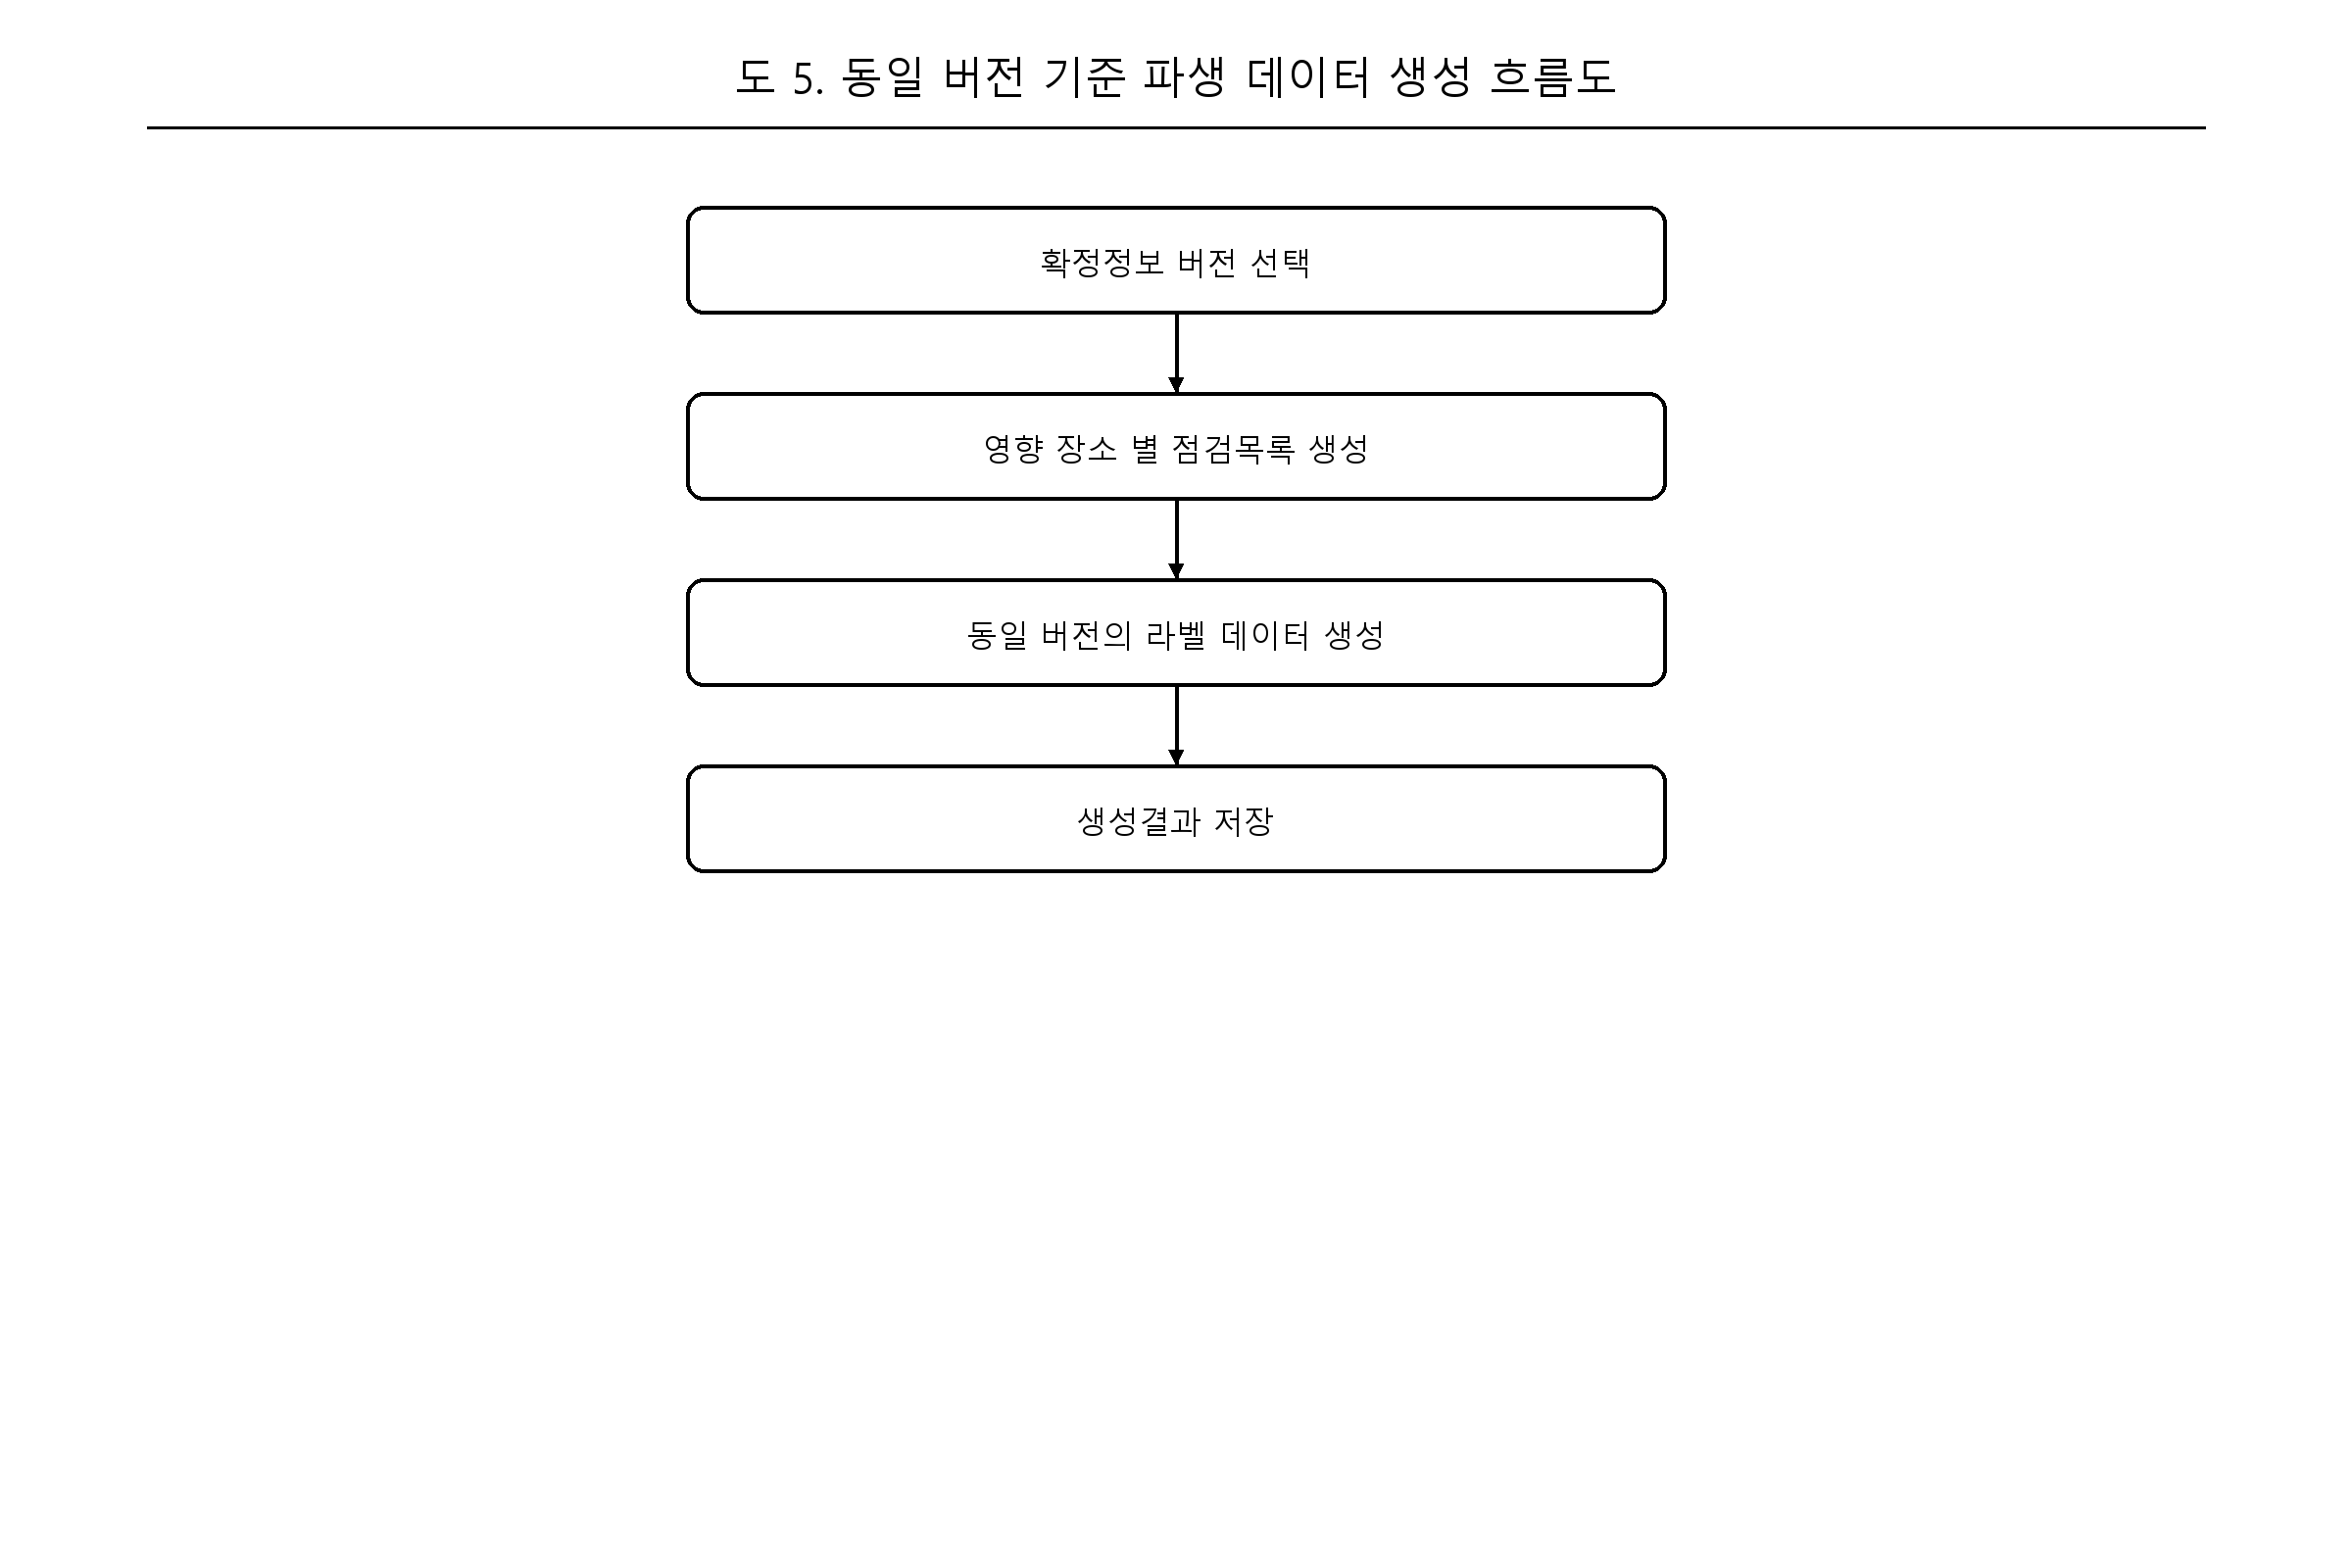 도 5. 동일 버전 기준 파생 데이터 생성 흐름도
확정정보 버전 선택
영향 장소 별 점검목록 생성
동일 버전의 라벨 데이터 생성
생성결과 저장